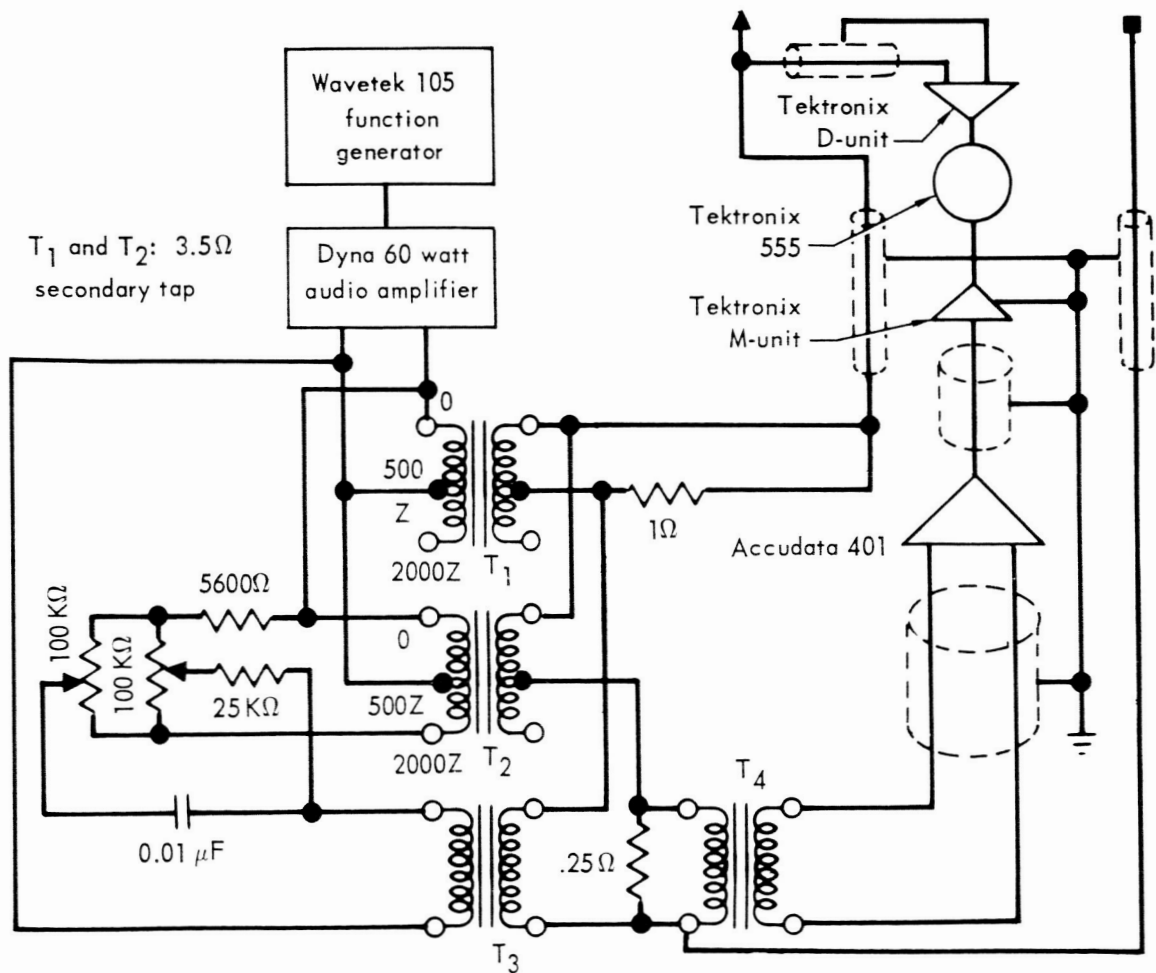 Wavetek 105
function
generator
Tektronix
D-unit
Tektronix
555
T1 and T2: 3.5Ω
secondary tap
Dyna 60 watt
audio amplifier
Tektronix
M-unit
0
500
Z
2000Z
T1
1Ω
Accudata 401
5600Ω
100 KΩ
100 KΩ
25KΩ
0
500Z
2000Z
T2
T4
0.01 μF
.25Ω
T3